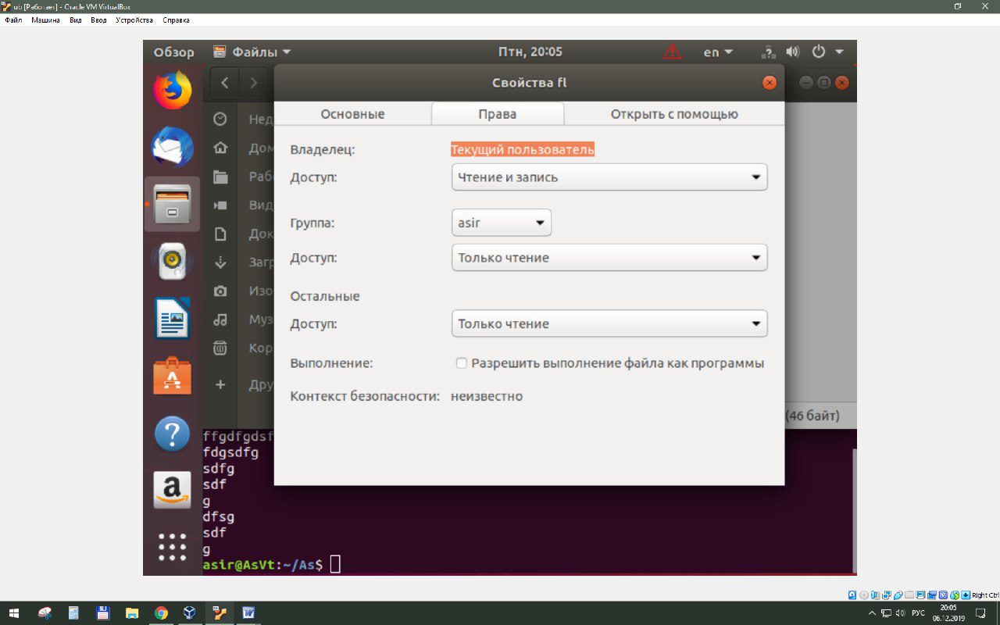 ub [Работает] - Oracle VM VirtualBox
Файл Машина Вид Ввод Устройства Справка
Обзор Файлы Птн, 20:05 en
Свойства fl
Основные Права Открыть с помощью
Нед
Дом
Раб
Вид
Док
Загр
Изо
Муз
Кор
Дру
Владелец: Текущий пользователь
Доступ: Чтение и запись
Группа: asir
Доступ: Только чтение
Остальные
Доступ: Только чтение
Выполнение: Разрешить выполнение файла как программы
Контекст безопасности: неизвестно
(46 байт)
ffgdfgdsf
fdgsdfg
sdfg
sdf
g
dfsg
sdf
g
asir@AsVt:~/As$
Right Ctrl
РУС
20:05
06.12.2019